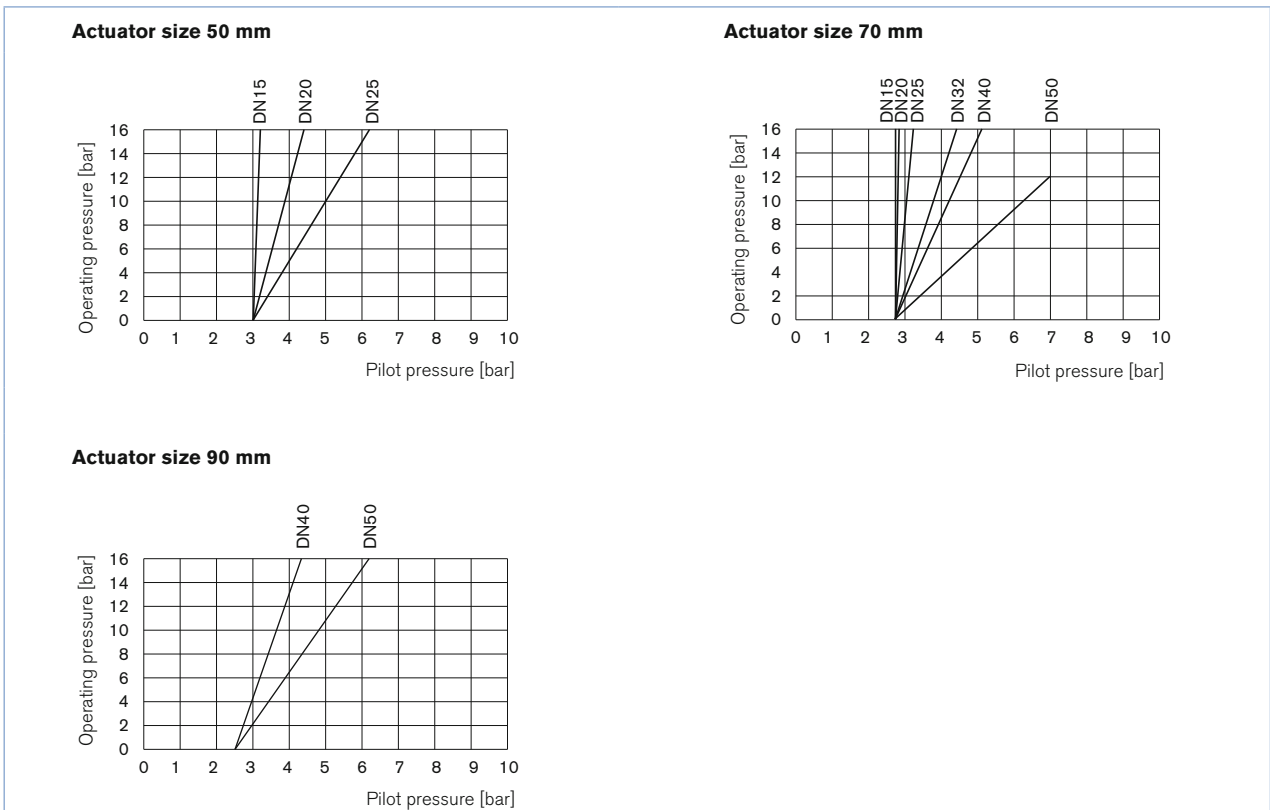 Actuator size 50 mm
DN15
DN20
DN25
Operating pressure [bar]
16
14
12
10
8
6
4
2
0
0 1 2 3 4 5 6 7 8 9 10
Pilot pressure [bar]
Actuator size 70 mm
DN15
DN20
DN25
DN32
DN40
DN50
Operating pressure [bar]
16
14
12
10
8
6
4
2
0
0 1 2 3 4 5 6 7 8 9 10
Pilot pressure [bar]
Actuator size 90 mm
DN40
DN50
Operating pressure [bar]
16
14
12
10
8
6
4
2
0
0 1 2 3 4 5 6 7 8 9 10
Pilot pressure [bar]